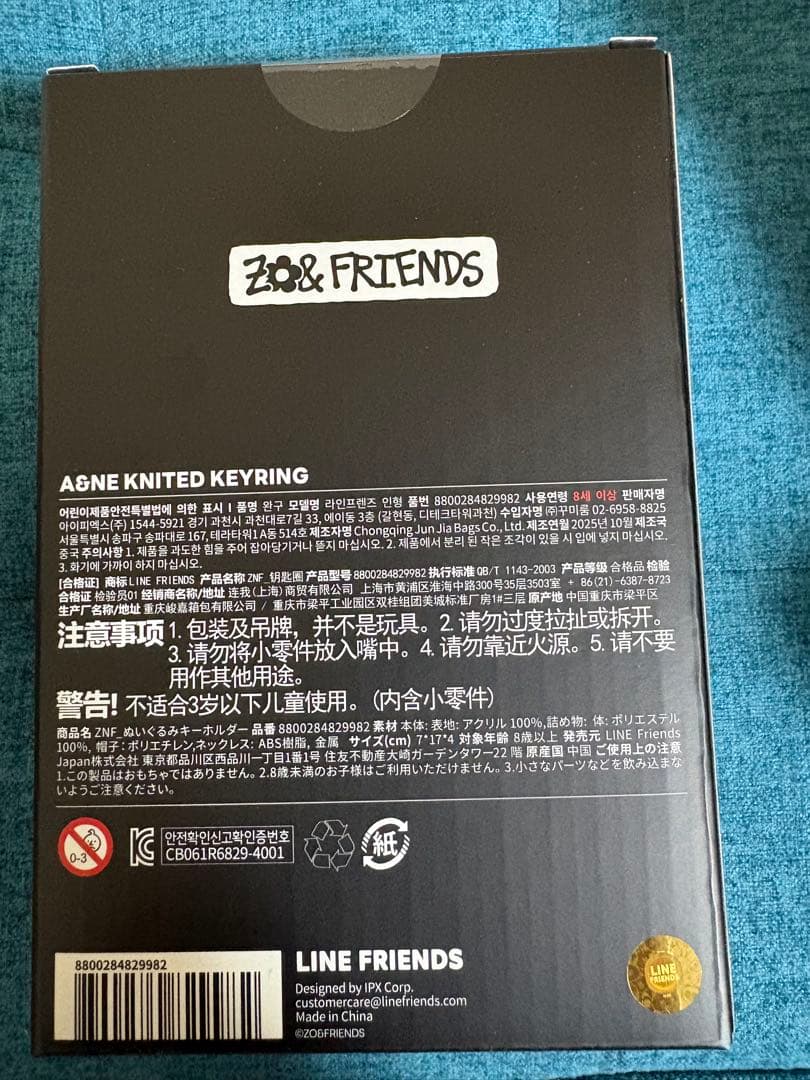 ZO& FRIENDS
A&NE KNITED KEYRING
어린이제품안전특별법에 의한 표시 I 품명 완구 모델명 라인프렌즈 인형 품번 8800284829982 사용연령 8세 이상 판매자명
아이피엑스(주) 1544-5921 경기 과천시 과천대로7길 33, 에이동 3층 (갈현동, 디테크타워과천) 수입자명 ㈜꾸미롬 02-6958-8825
서울특별시 송파구 송파대로 167, 테라타워1 A동 514호 제조자명 Chongqing Jun Jia Bags Co., Ltd. 제조연월 2025년 10월 제조국
중국 주의사항 1. 제품을 과도한 힘을 주어 잡아당기거나 뜯지 마십시오. 2. 제품에서 분리 된 작은 조각이 있을 시 입에 넣지 마십시오.
3. 화기에 가까이 하지 마십시오.
[合格证] 商标 LINE FRIENDS 产品名称 ZNF_钥匙圈 产品型号 8800284829982 执行标准 QB/T 1143-2003 产品等级 合格品 检验
合格证 检验员01 经销商名称/地址 连我(上海)商贸有限公司 / 上海市黄浦区淮海中路300号35层3503室 + 86(21)-6387-8723
生产厂名称/地址 重庆峻嘉箱包有限公司 / 重庆市梁平工业园区双桂组团美城标准厂房1#三层 原产地 中国重庆市梁平区
注意事项 1. 包装及吊牌，并不是玩具。2. 请勿过度拉扯或拆开。
3. 请勿将小零件放入嘴中。4. 请勿靠近火源。5. 请不要
用作其他用途。
警告! 不适合3岁以下儿童使用。（内含小零件）
商品名 ZNF_ぬいぐるみキーホルダー 品番 8800284829982 素材 本体: 表地: アクリル 100%,詰め物: 体: ポリエステル
100%, 帽子: ポリエチレン,ネックレス: ABS樹脂, 金属 サイズ(cm) 7*17*4 対象年齢 8歳以上 発売元 LINE Friends
Japan株式会社 東京都品川区西品川一丁目1番1号 住友不動産大崎ガーデンタワー22 階 原産国 中国 ご使用上の注意
1.この製品はおもちゃではありません。2.8歳未満のお子様はご利用いただけません。3.小さなパーツなどを飲み込まな
いようご注意ください。
0-3
안전확인신고확인증번호
CB061R6829-4001
紙
8800284829982
LINE FRIENDS
Designed by IPX Corp.
customercare@linefriends.com
Made in China
©ZO&FRIENDS
LINE
FRIENDS